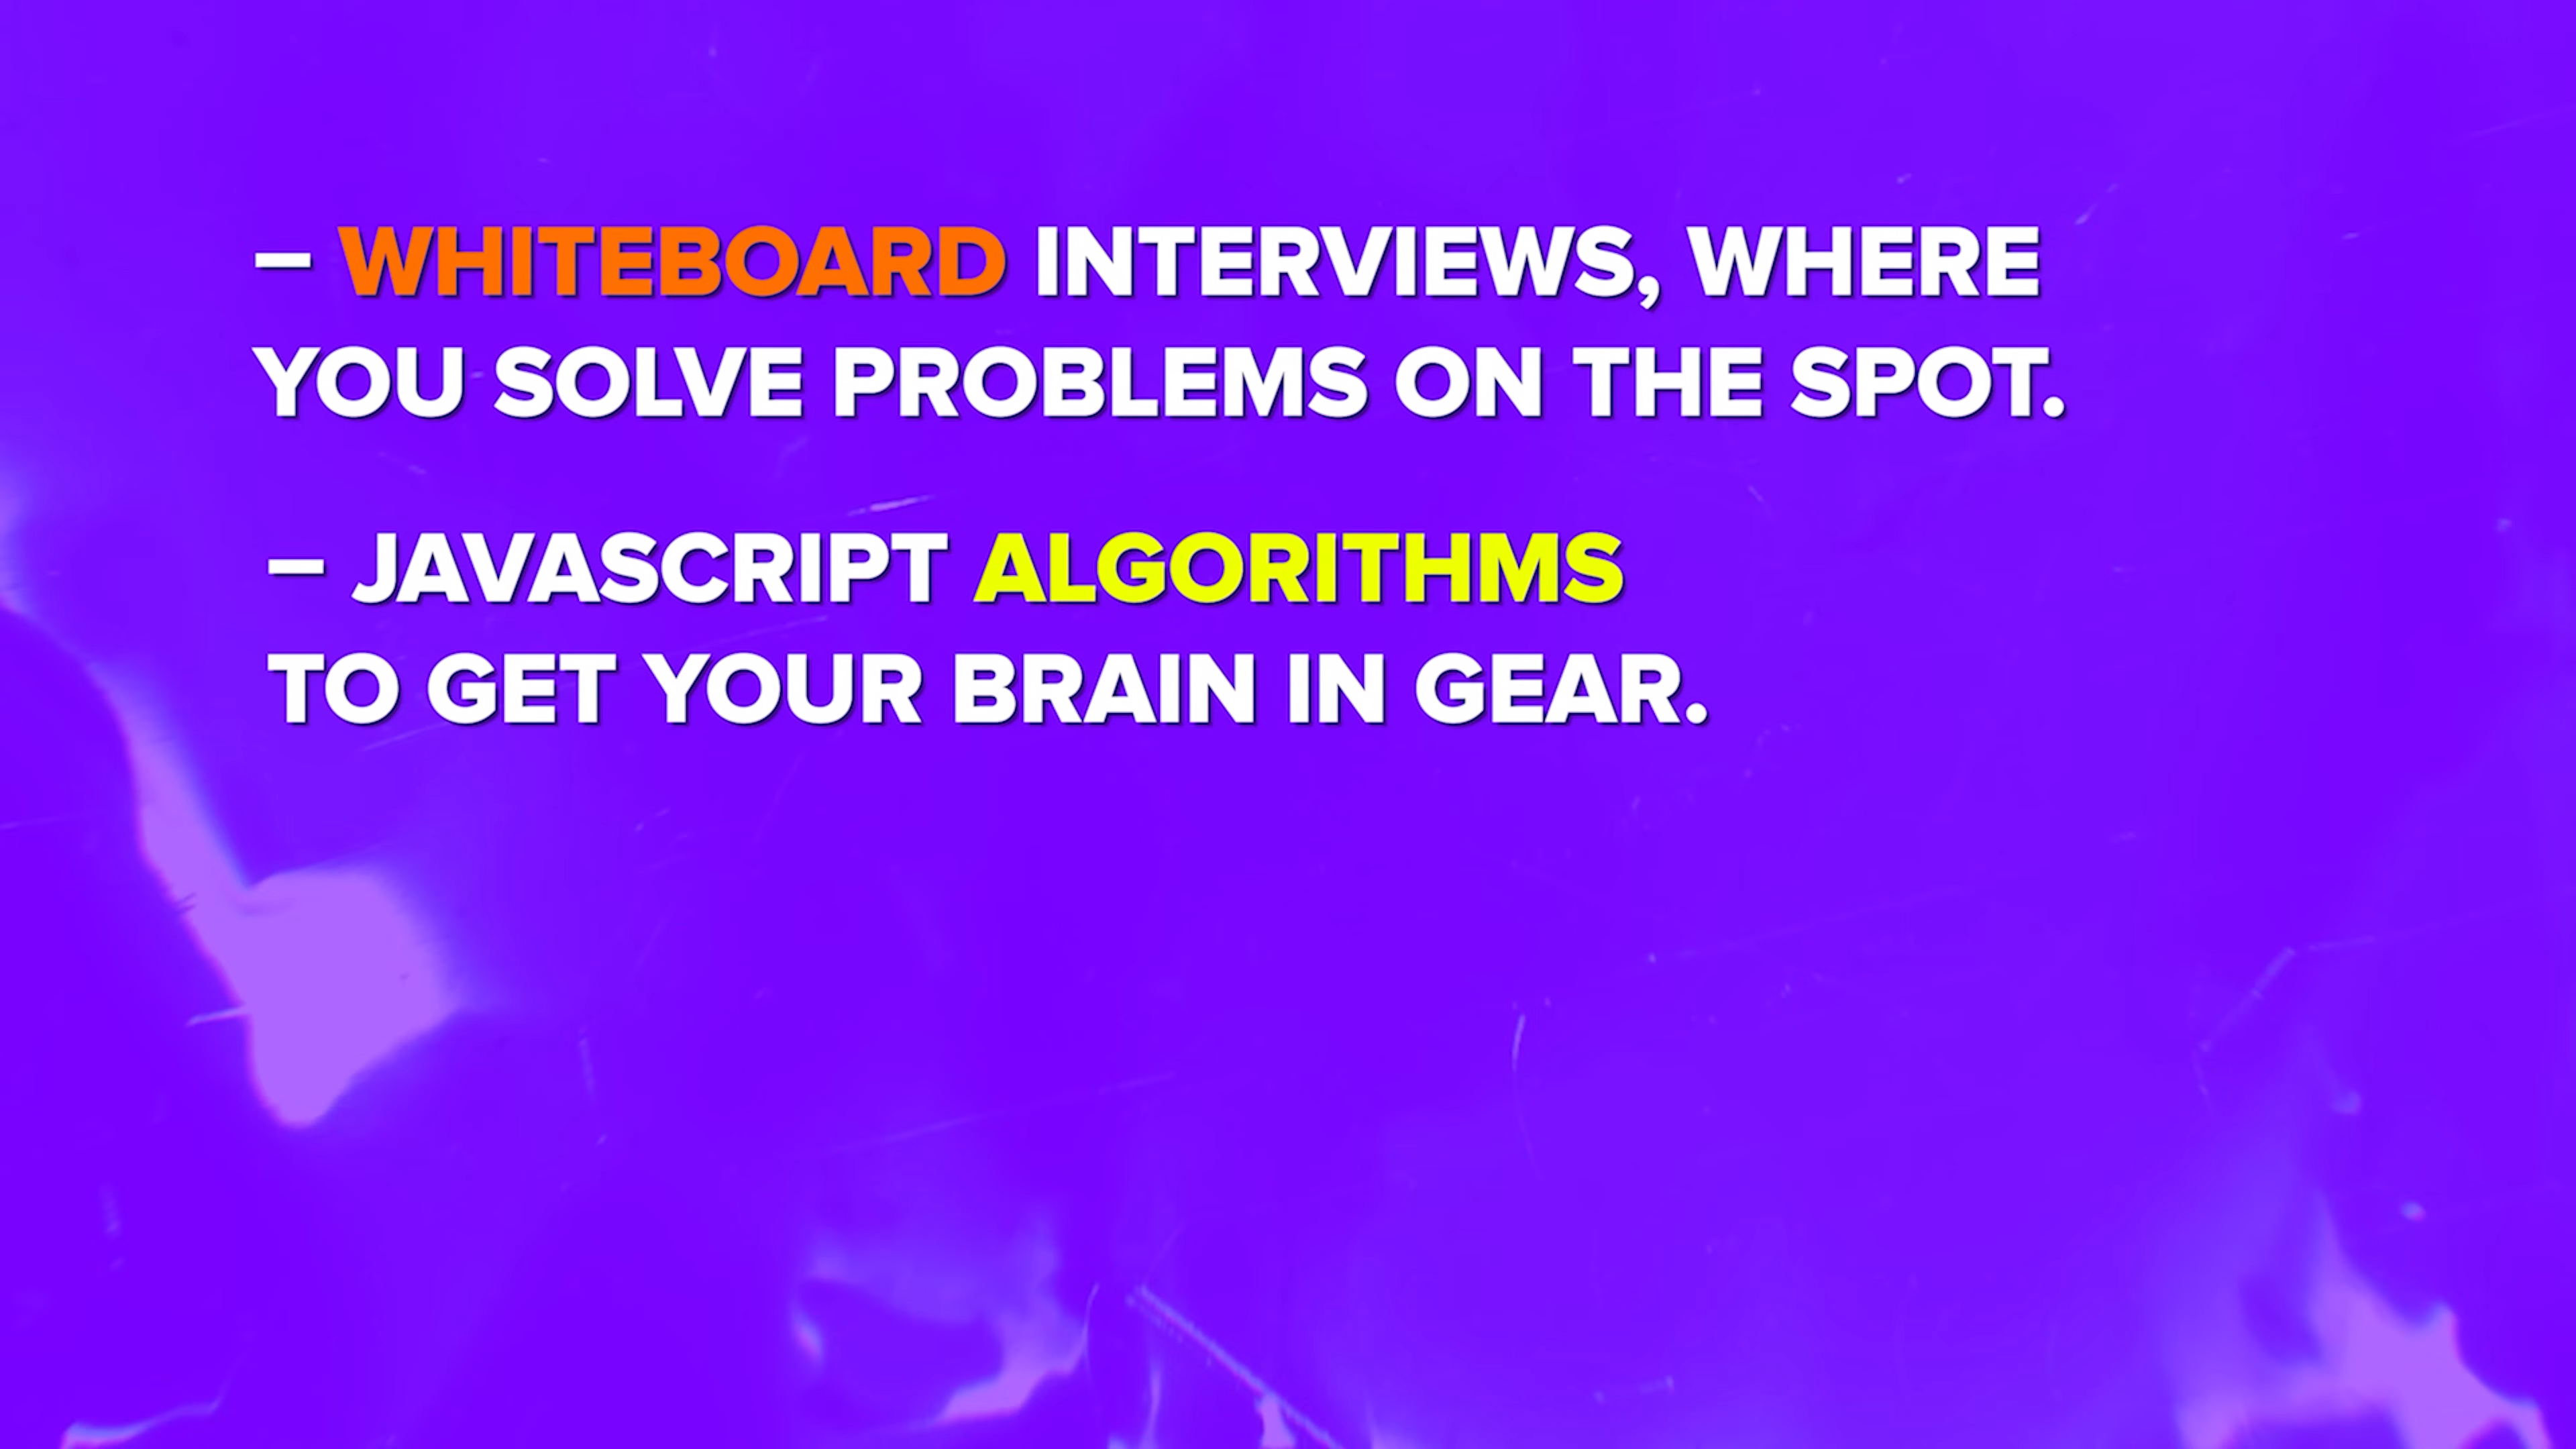 – WHITEBOARD INTERVIEWS, WHERE
YOU SOLVE PROBLEMS ON THE SPOT.
– JAVASCRIPT ALGORITHMS
TO GET YOUR BRAIN IN GEAR.